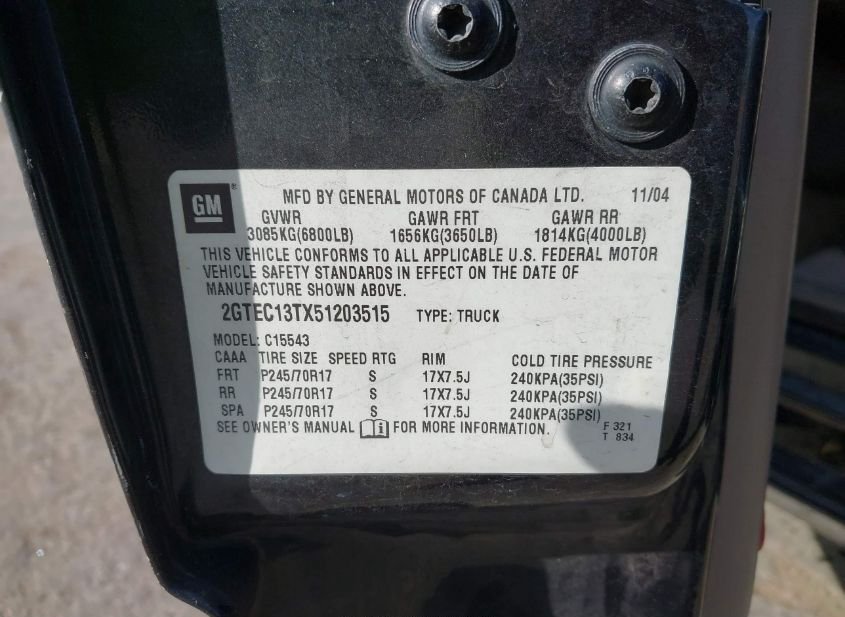 GM ®
MFD BY GENERAL MOTORS OF CANADA LTD. 11/04
GVWR GAWR FRT GAWR RR
3085KG(6800LB) 1656KG(3650LB) 1814KG(4000LB)
THIS VEHICLE CONFORMS TO ALL APPLICABLE U.S. FEDERAL MOTOR
VEHICLE SAFETY STANDARDS IN EFFECT ON THE DATE OF
MANUFACTURE SHOWN ABOVE.
2GTEC13TX51203515 TYPE: TRUCK
MODEL: C15543
CAAA TIRE SIZE SPEED RTG RIM COLD TIRE PRESSURE
FRT P245/70R17 S 17X7.5J 240KPA(35PSI)
RR P245/70R17 S 17X7.5J 240KPA(35PSI)
SPA P245/70R17 S 17X7.5J 240KPA(35PSI)
SEE OWNER'S MANUAL FOR MORE INFORMATION.
F 321
T 834